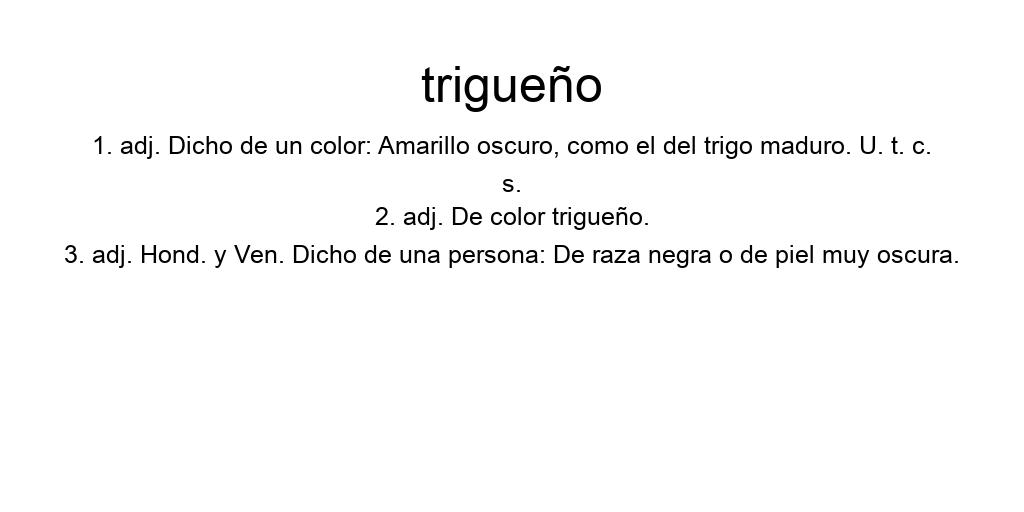 trigueño
1. adj. Dicho de un color: Amarillo oscuro, como el del trigo maduro. U. t. c.
s.
2. adj. De color trigueño.
3. adj. Hond. y Ven. Dicho de una persona: De raza negra o de piel muy oscura.